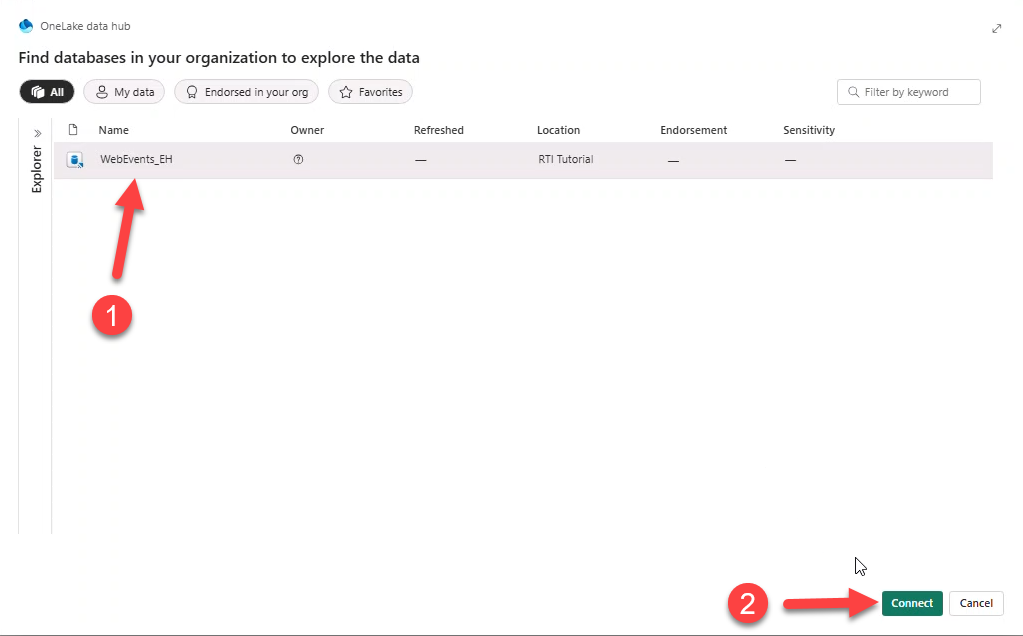 OneLake data hub
Find databases in your organization to explore the data
All My data Endorsed in your org Favorites Filter by keyword
Explorer
Name Owner Refreshed Location Endorsement Sensitivity
WebEvents_EH ? — RTI Tutorial — —
1
2 Connect Cancel